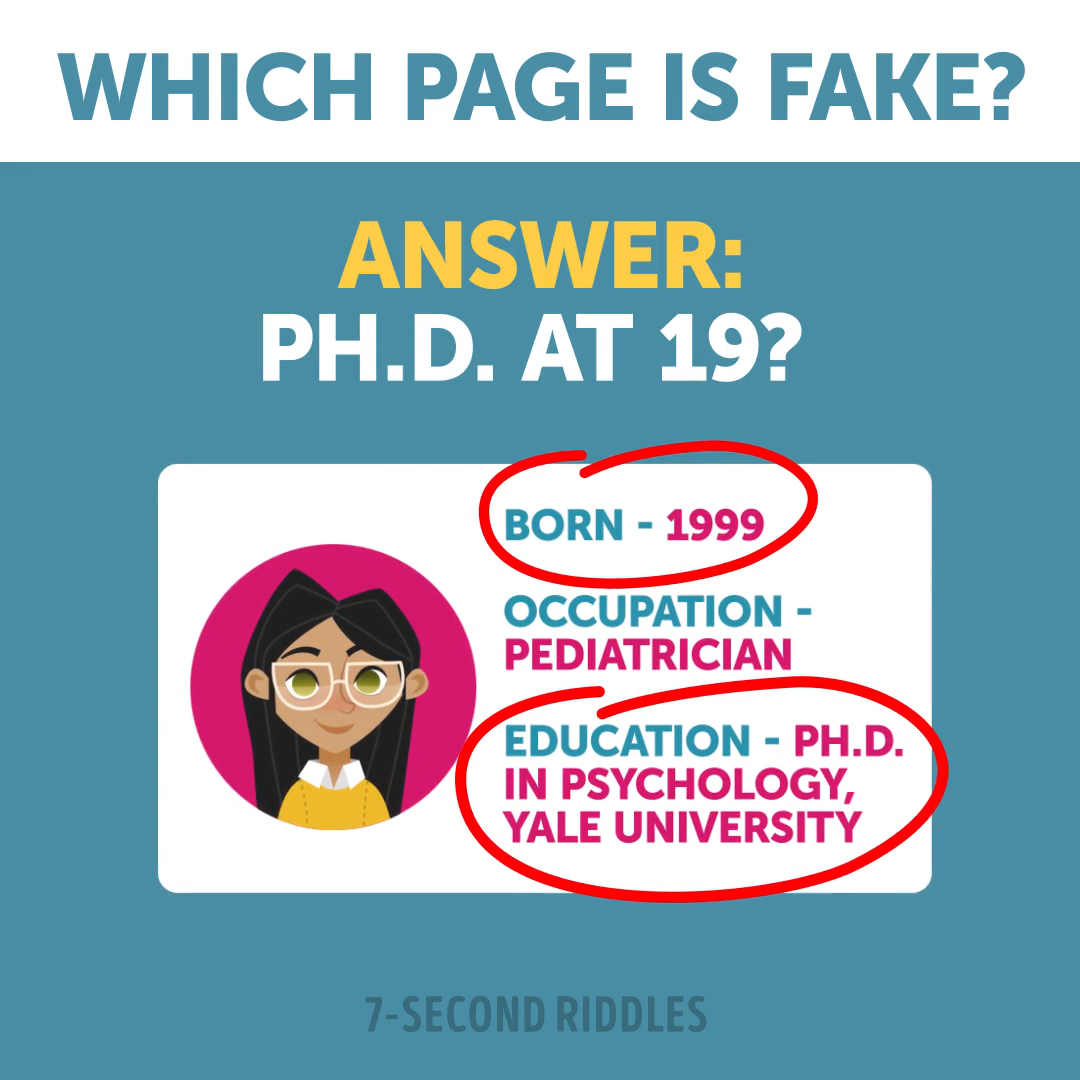 WHICH PAGE IS FAKE?
ANSWER:
PH.D. AT 19?
BORN - 1999
OCCUPATION -
PEDIATRICIAN
EDUCATION - PH.D.
IN PSYCHOLOGY,
YALE UNIVERSITY
7-SECOND RIDDLES